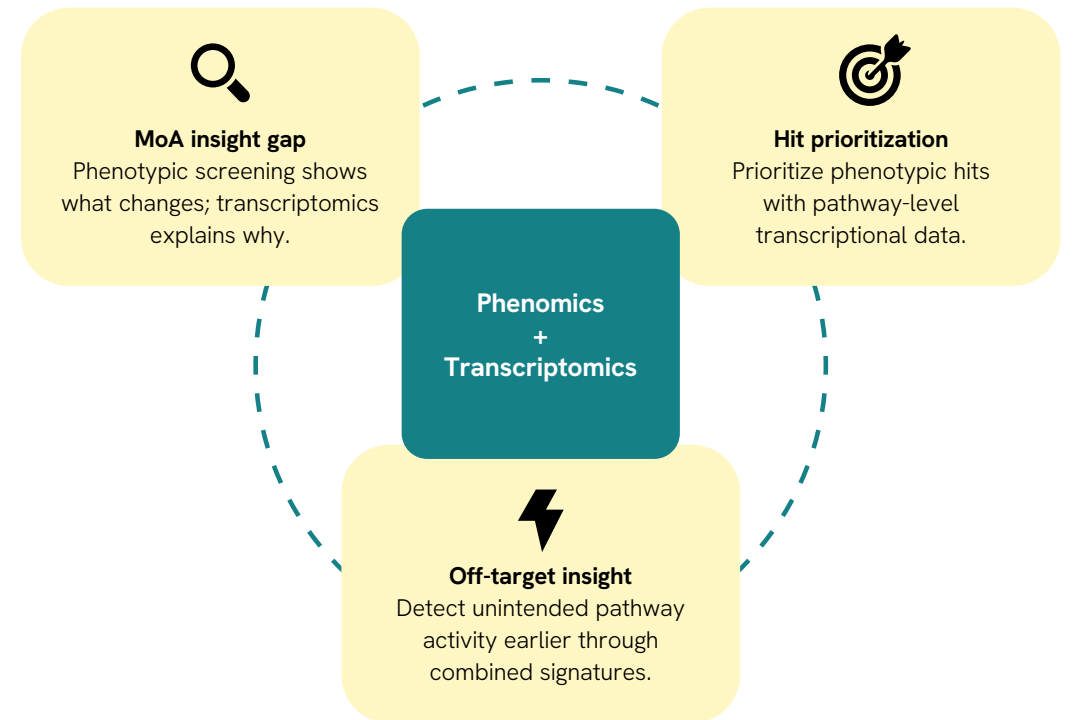 MoA insight gap
Phenotypic screening shows
what changes; transcriptomics
explains why.
Hit prioritization
Prioritize phenotypic hits
with pathway-level
transcriptional data.
Phenomics
+
Transcriptomics
Off-target insight
Detect unintended pathway
activity earlier through
combined signatures.